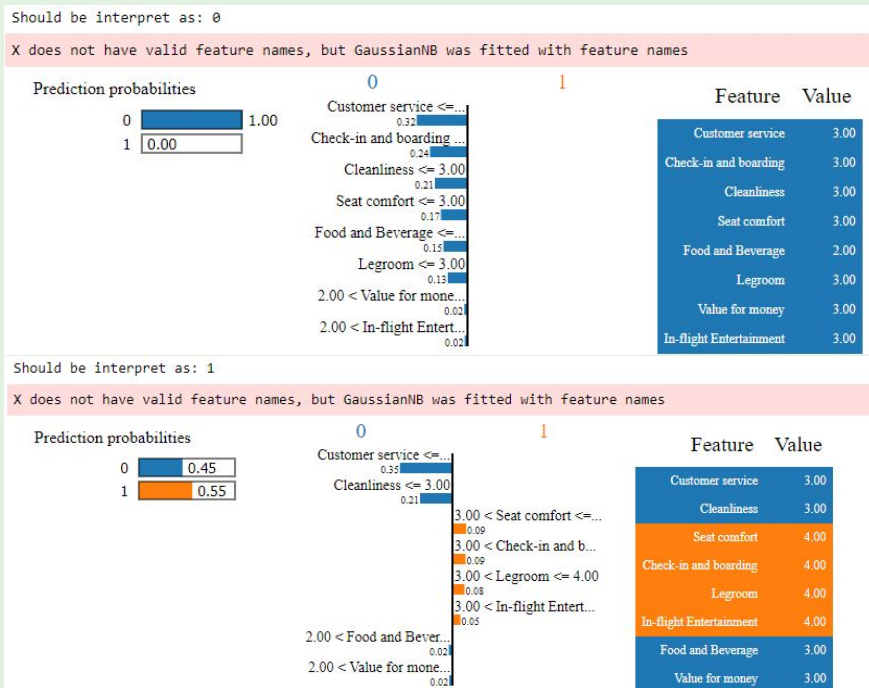 Should be interpret as: 0
X does not have valid feature names, but GaussianNB was fitted with feature names
Prediction probabilities
0 1.00
1 0.00
0 1
Customer service <=...
0.32
Check-in and boarding ...
0.24
Cleanliness <= 3.00
0.21
Seat comfort <= 3.00
0.17
Food and Beverage <=...
0.15
Legroom <= 3.00
0.13
2.00 < Value for mone...
0.02
2.00 < In-flight Entert...
0.02
Feature Value
Customer service 3.00
Check-in and boarding 3.00
Cleanliness 3.00
Seat comfort 3.00
Food and Beverage 2.00
Legroom 3.00
Value for money 3.00
In-flight Entertainment 3.00
Should be interpret as: 1
X does not have valid feature names, but GaussianNB was fitted with feature names
Prediction probabilities
0 0.45
1 0.55
0 1
Customer service <=...
0.35
Cleanliness <= 3.00
0.21
3.00 < Seat comfort <=...
0.09
3.00 < Check-in and b...
0.09
3.00 < Legroom <= 4.00
0.08
3.00 < In-flight Entert...
0.05
2.00 < Food and Bever...
0.02
2.00 < Value for mone...
0.02
Feature Value
Customer service 3.00
Cleanliness 3.00
Seat comfort 4.00
Check-in and boarding 4.00
Legroom 4.00
In-flight Entertainment 4.00
Food and Beverage 3.00
Value for money 3.00